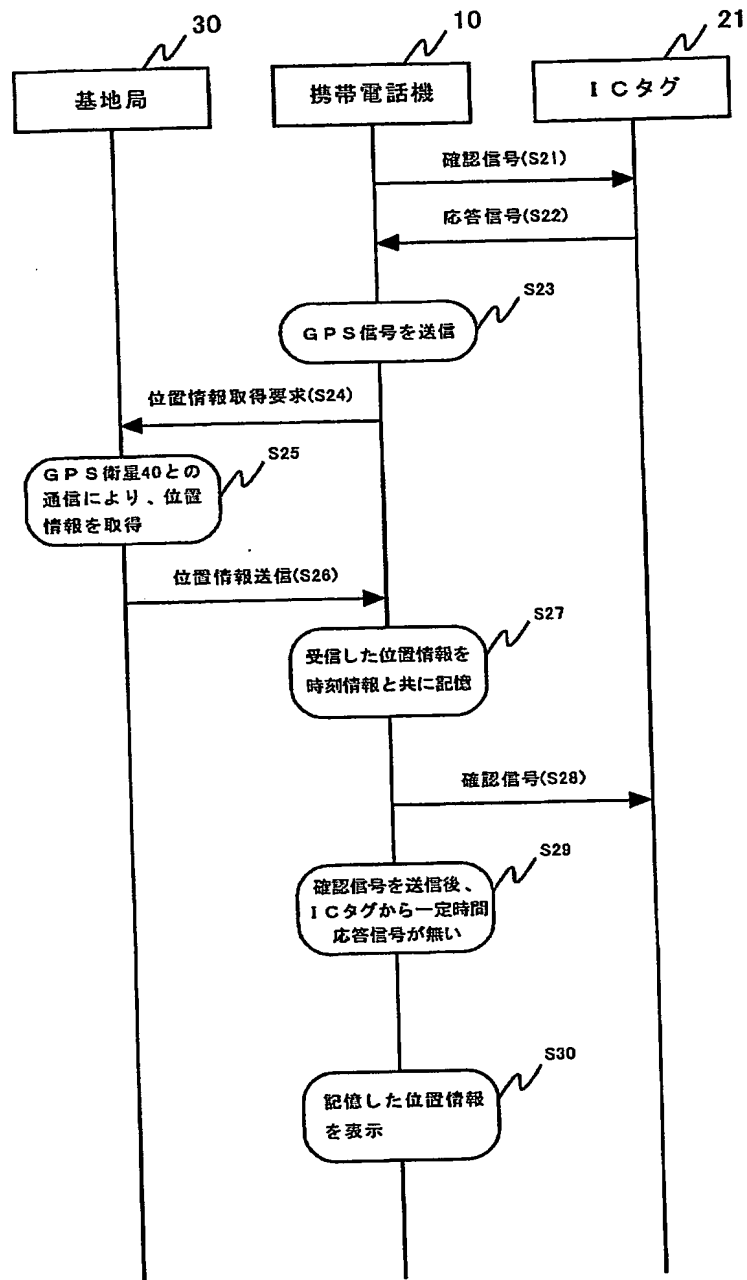 30
10
21
基地局
携帯電話機
ICタグ
確認信号(S21)
応答信号(S22)
S23
GPS信号を送信
位置情報取得要求(S24)
S25
GPS衛星40との
通信により、位置
情報を取得
位置情報送信(S26)
S27
受信した位置情報を
時刻情報と共に記憶
確認信号(S28)
S29
確認信号を送信後、
ICタグから一定時間
応答信号が無い
S30
記憶した位置情報
を表示